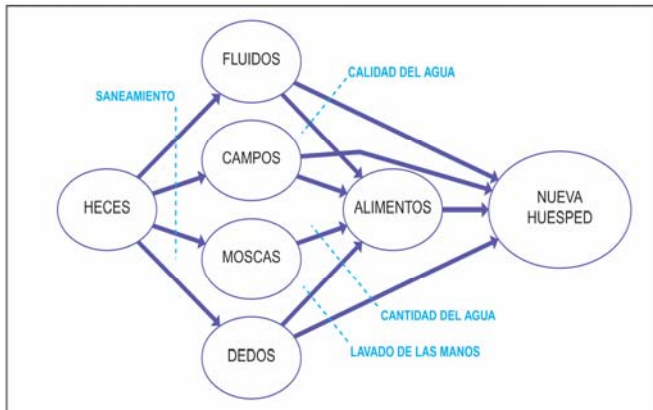 FLUIDOS
CALIDAD DEL AGUA
SANEAMIENTO
CAMPOS
HECES
ALIMENTOS
NUEVA
HUESPED
MOSCAS
CANTIDAD DEL AGUA
LAVADO DE LAS MANOS
DEDOS